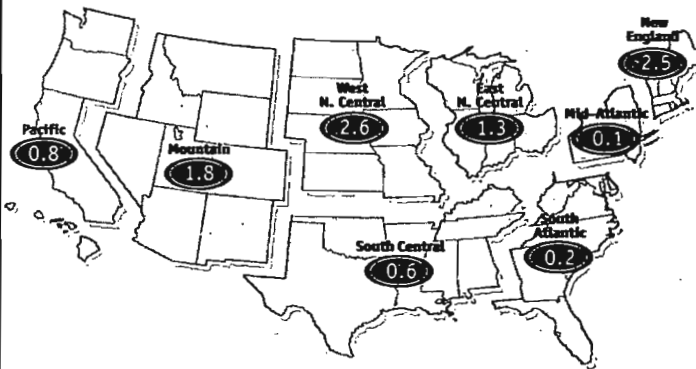 New
England
-2.5
West
N. Central
2.6
East
N. Central
1.3
Mid-Atlantic
0.1
Pacific
0.8
Mountain
1.8
South Central
0.6
South
Atlantic
0.2